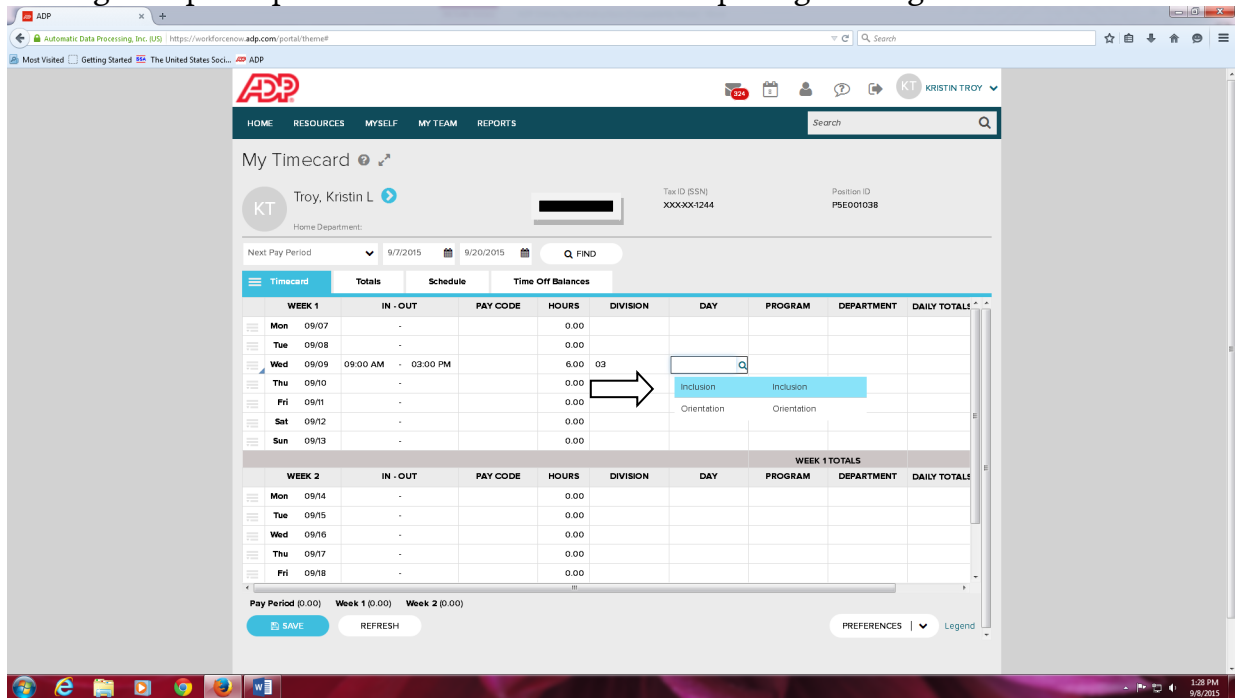 ADP × +
Automatic Data Processing, Inc. (US) | https://workforcenow.adp.com/portal/theme# Search
Most Visited Getting Started SSA The United States Soci... ADP ADP
ADP 324 KT KRISTIN TROY
HOME RESOURCES MYSELF MY TEAM REPORTS Search
My Timecard
KT Troy, Kristin L Tax ID (SSN) Position ID
XXX-XX-1244 P5E001038
Home Department:
Next Pay Period 9/7/2015 9/20/2015 FIND
Timecard Totals Schedule Time Off Balances
WEEK 1 IN - OUT PAY CODE HOURS DIVISION DAY PROGRAM DEPARTMENT DAILY TOTALS
Mon 09/07 - 0.00
Tue 09/08 - 0.00
Wed 09/09 09:00 AM - 03:00 PM 6.00 03
Thu 09/10 - 0.00 Inclusion Inclusion
Fri 09/11 - 0.00 Orientation Orientation
Sat 09/12 - 0.00
Sun 09/13 - 0.00
WEEK 1 TOTALS
WEEK 2 IN - OUT PAY CODE HOURS DIVISION DAY PROGRAM DEPARTMENT DAILY TOTALS
Mon 09/14 - 0.00
Tue 09/15 - 0.00
Wed 09/16 - 0.00
Thu 09/17 - 0.00
Fri 09/18 - 0.00
Pay Period (0.00) Week 1 (0.00) Week 2 (0.00)
SAVE REFRESH PREFERENCES | Legend
1:28 PM
9/8/2015